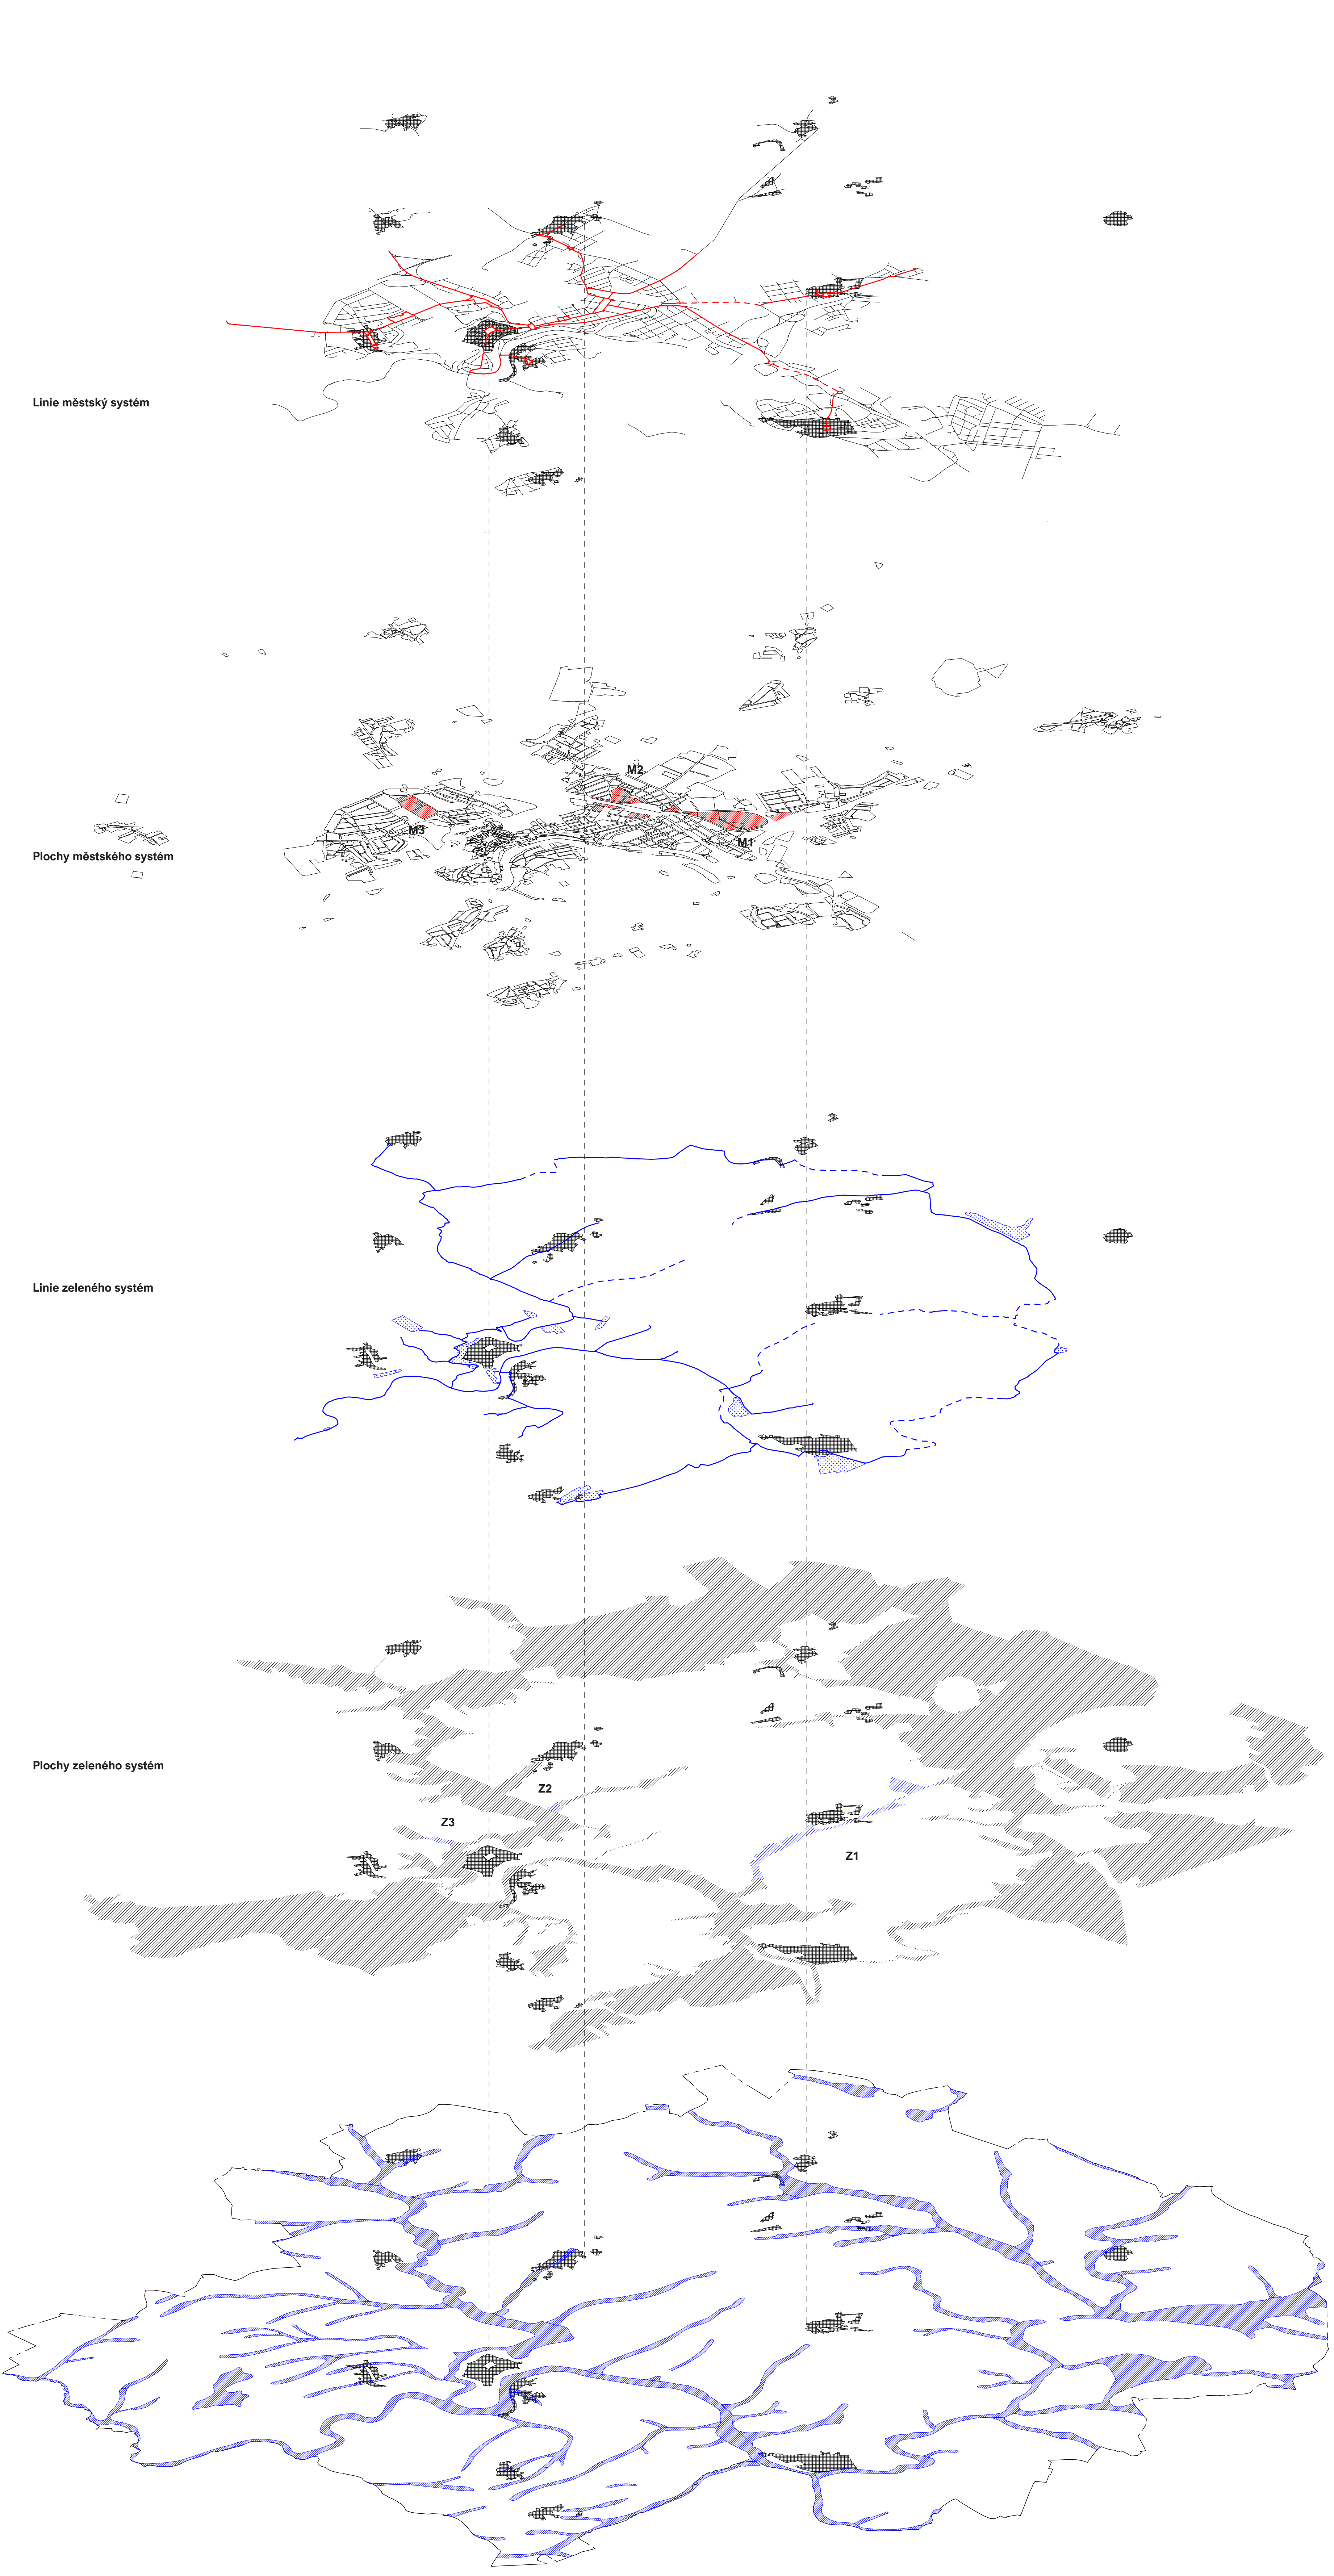 Linie městský systém
M2
M3
M1
Plochy městského systém
Linie zeleného systém
Plochy zeleného systém
Z2
Z3
Z1